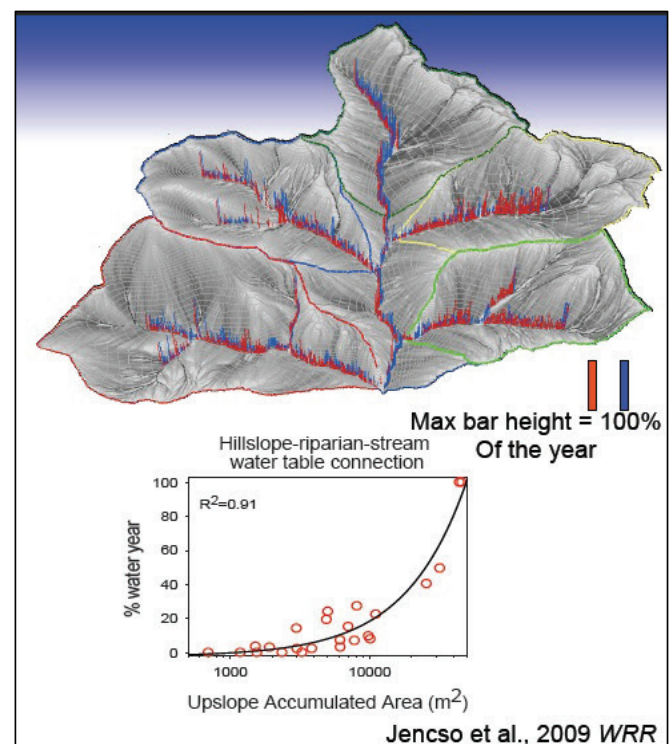 Max bar height = 100%
Of the year
Hillslope-riparian-stream
water table connection
100
80
60
40
20
0
R²=0.91
% water year
1000
10000
Upslope Accumulated Area (m²)
Jencso et al., 2009 WRR